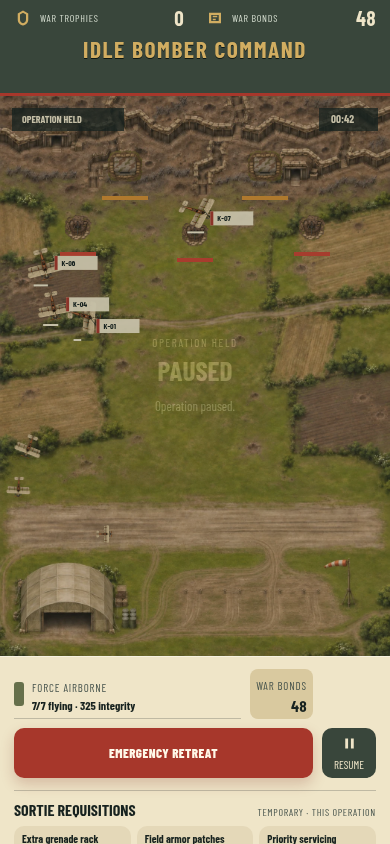 WAR TROPHIES 0 WAR BONDS 48
IDLE BOMBER COMMAND
OPERATION HELD 00:42
K-07
K-06
K-04
K-01
OPERATION HELD
PAUSED
Operation paused.
FORCE AIRBORNE
7/7 flying · 325 integrity
WAR BONDS
48
EMERGENCY RETREAT
RESUME
SORTIE REQUISITIONS TEMPORARY · THIS OPERATION
Extra grenade rack Field armor patches Priority servicing